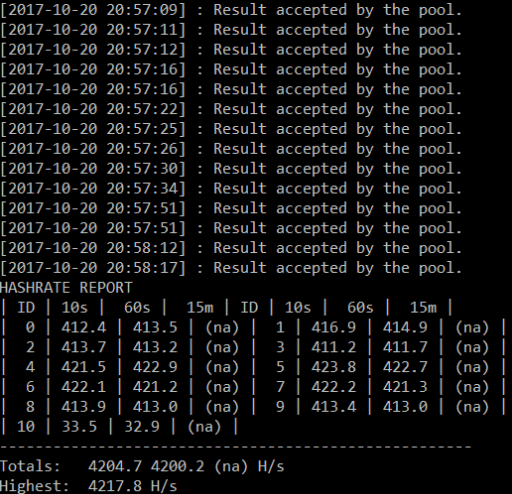 [2017-10-20 20:57:09] : Result accepted by the pool.
[2017-10-20 20:57:11] : Result accepted by the pool.
[2017-10-20 20:57:12] : Result accepted by the pool.
[2017-10-20 20:57:16] : Result accepted by the pool.
[2017-10-20 20:57:16] : Result accepted by the pool.
[2017-10-20 20:57:22] : Result accepted by the pool.
[2017-10-20 20:57:25] : Result accepted by the pool.
[2017-10-20 20:57:26] : Result accepted by the pool.
[2017-10-20 20:57:30] : Result accepted by the pool.
[2017-10-20 20:57:34] : Result accepted by the pool.
[2017-10-20 20:57:51] : Result accepted by the pool.
[2017-10-20 20:57:51] : Result accepted by the pool.
[2017-10-20 20:58:12] : Result accepted by the pool.
[2017-10-20 20:58:17] : Result accepted by the pool.
HASHRATE REPORT
| ID | 10s |  60s |  15m | ID | 10s |  60s |  15m |
|  0 | 412.4 | 413.5 | (na) |  1 | 416.9 | 414.9 | (na) |
|  2 | 413.7 | 413.2 | (na) |  3 | 411.2 | 411.7 | (na) |
|  4 | 421.5 | 422.9 | (na) |  5 | 423.8 | 422.7 | (na) |
|  6 | 422.1 | 421.2 | (na) |  7 | 422.2 | 421.3 | (na) |
|  8 | 413.9 | 413.0 | (na) |  9 | 413.4 | 413.0 | (na) |
| 10 | 33.5 | 32.9 | (na) |
-----------------------------------------------------
Totals:   4204.7 4200.2 (na) H/s
Highest:  4217.8 H/s